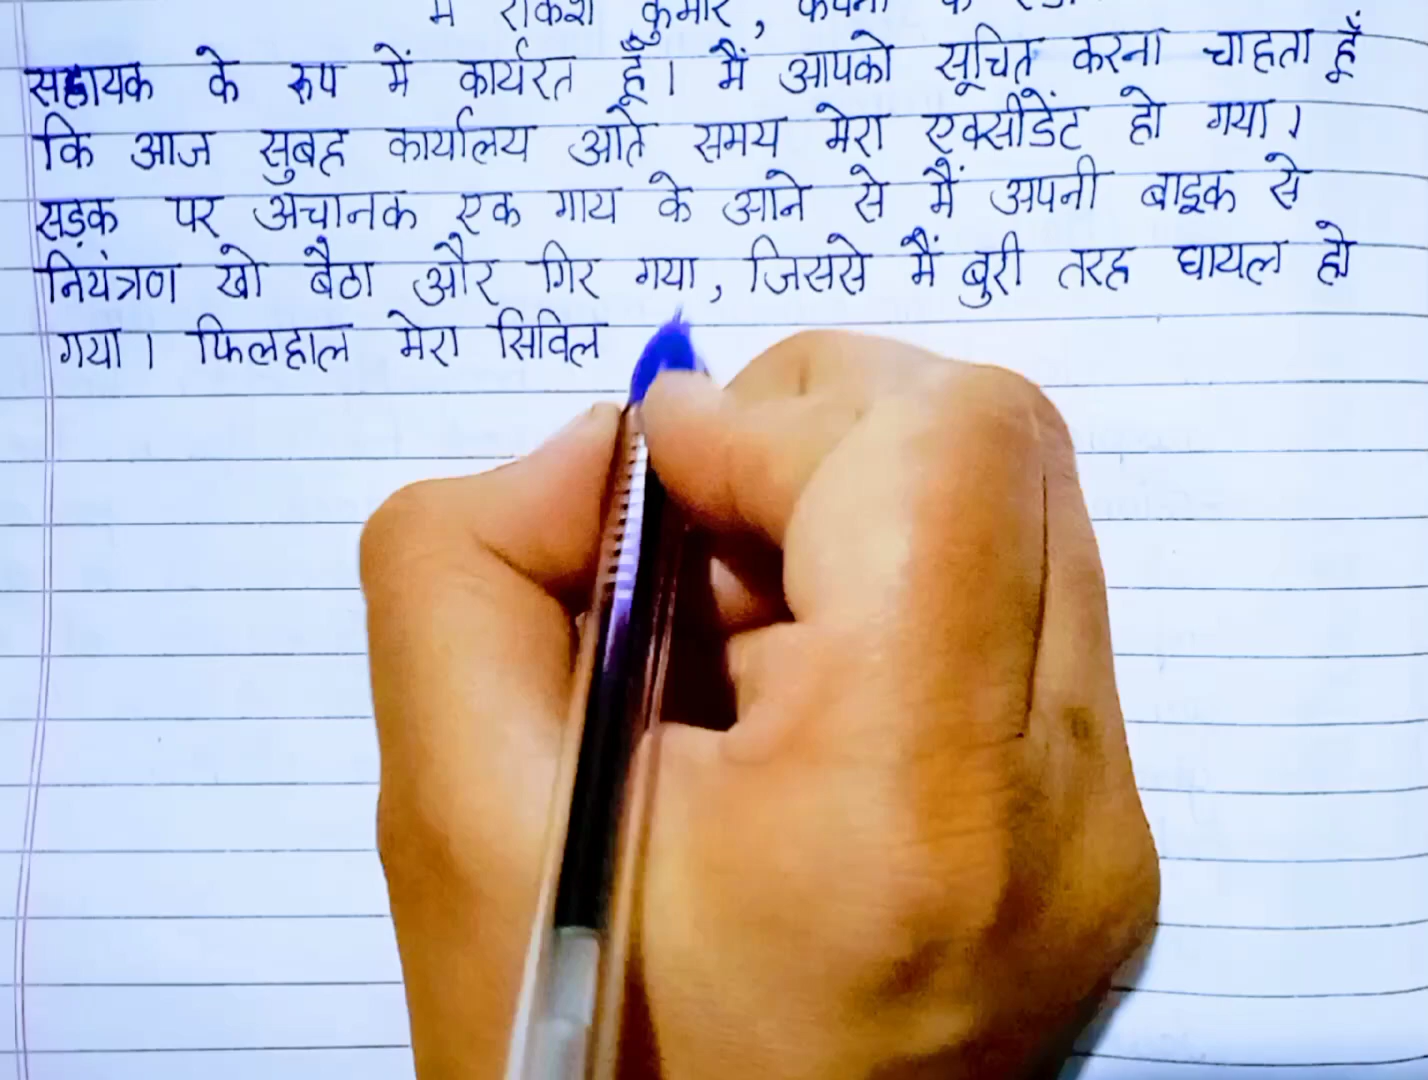 राकेश कुमार,
सहायक के रूप में कार्यरत हूँ। मैं आपको सूचित करना चाहता हूँ
कि आज सुबह कार्यालय आते समय मेरा एक्सीडेंट हो गया।
सड़क पर अचानक एक गाय के आने से मैं अपनी बाइक से
नियंत्रण खो बैठा और गिर गया, जिससे मैं बुरी तरह घायल हो
गया। फिलहाल मेरा सिविल